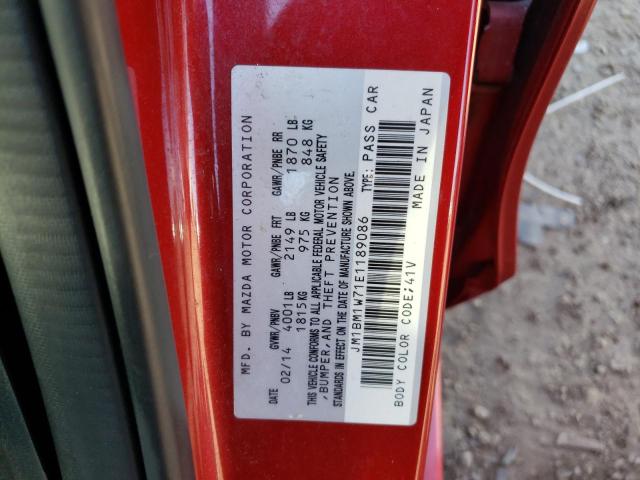 MFD. BY MAZDA MOTOR CORPORATION
DATE GVWR/PNBV GAWR/PNBE FRT GAWR/PNBE RR
02/14 4001LB 2149 LB 1870 LB
1815KG 975 KG 848 KG
THIS VEHICLE CONFORMS TO ALL APPLICABLE FEDERAL MOTOR VEHICLE SAFETY
,BUMPER,AND THEFT PREVENTION
STANDARDS IN EFFECT ON THE DATE OF MANUFACTURE SHOWN ABOVE.
JM1BM1W71E1189086 TYPE: PASS CAR
BODY COLOR CODE:41V MADE IN JAPAN